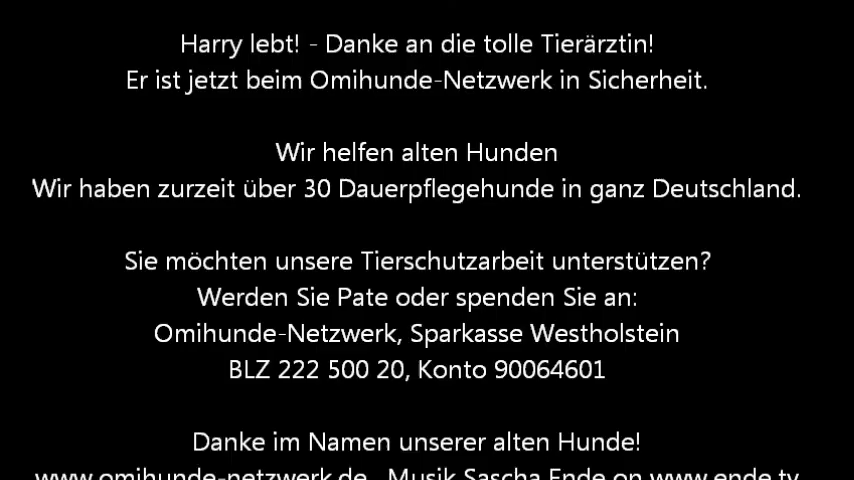 Harry lebt! - Danke an die tolle Tierärztin!
Er ist jetzt beim Omihunde-Netzwerk in Sicherheit.
Wir helfen alten Hunden
Wir haben zurzeit über 30 Dauerpflegehunde in ganz Deutschland.
Sie möchten unsere Tierschutzarbeit unterstützen?
Werden Sie Pate oder spenden Sie an:
Omihunde-Netzwerk, Sparkasse Westholstein
BLZ 222 500 20, Konto 90064601
Danke im Namen unserer alten Hunde!
www.omihunde-netzwerk.de Musik Sascha Ende on www.ende.tv